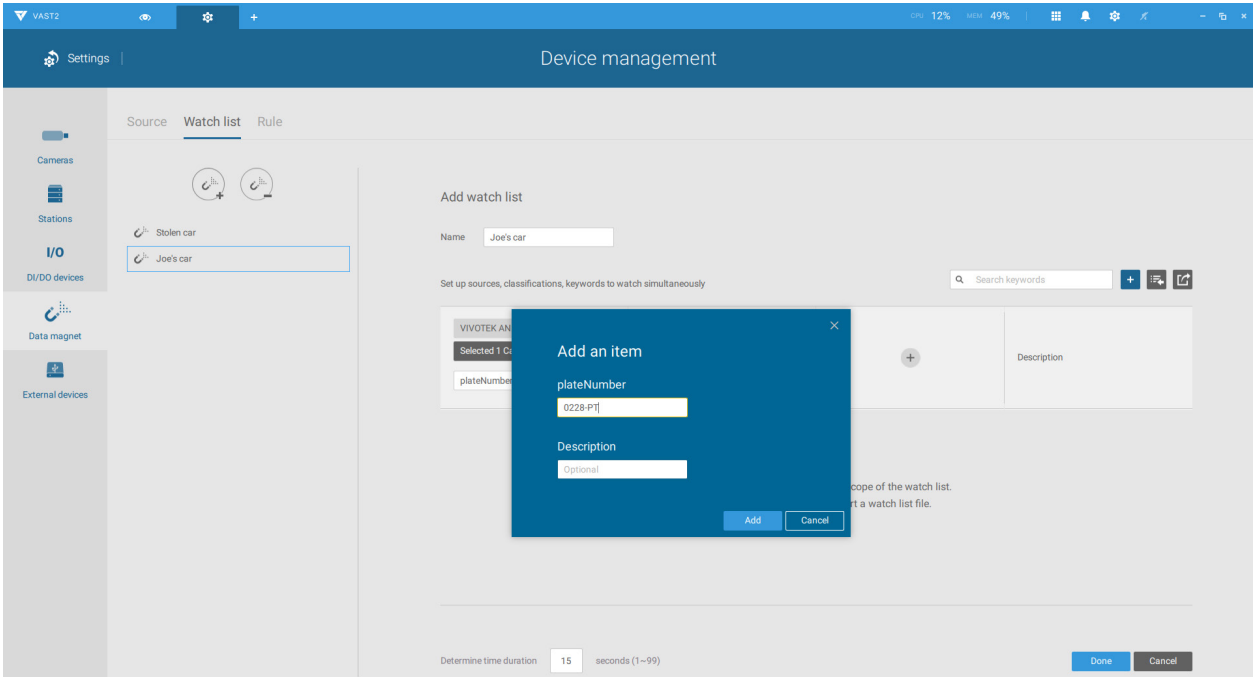 VAST2
CPU 12% MEM 49%
Settings
Device management
Source Watch list Rule
Cameras
Stations
I/O
DI/DO devices
Data magnet
External devices
Stolen car
Joe's car
Add watch list
Name Joe's car
Set up sources, classifications, keywords to watch simultaneously
Search keywords
VIVOTEK AN
Selected 1 Ca
plateNumber
Description
Add an item
plateNumber
0228-PT
Description
Optional
Add Cancel
cope of the watch list.
rt a watch list file.
Determine time duration 15 seconds (1~99)
Done Cancel